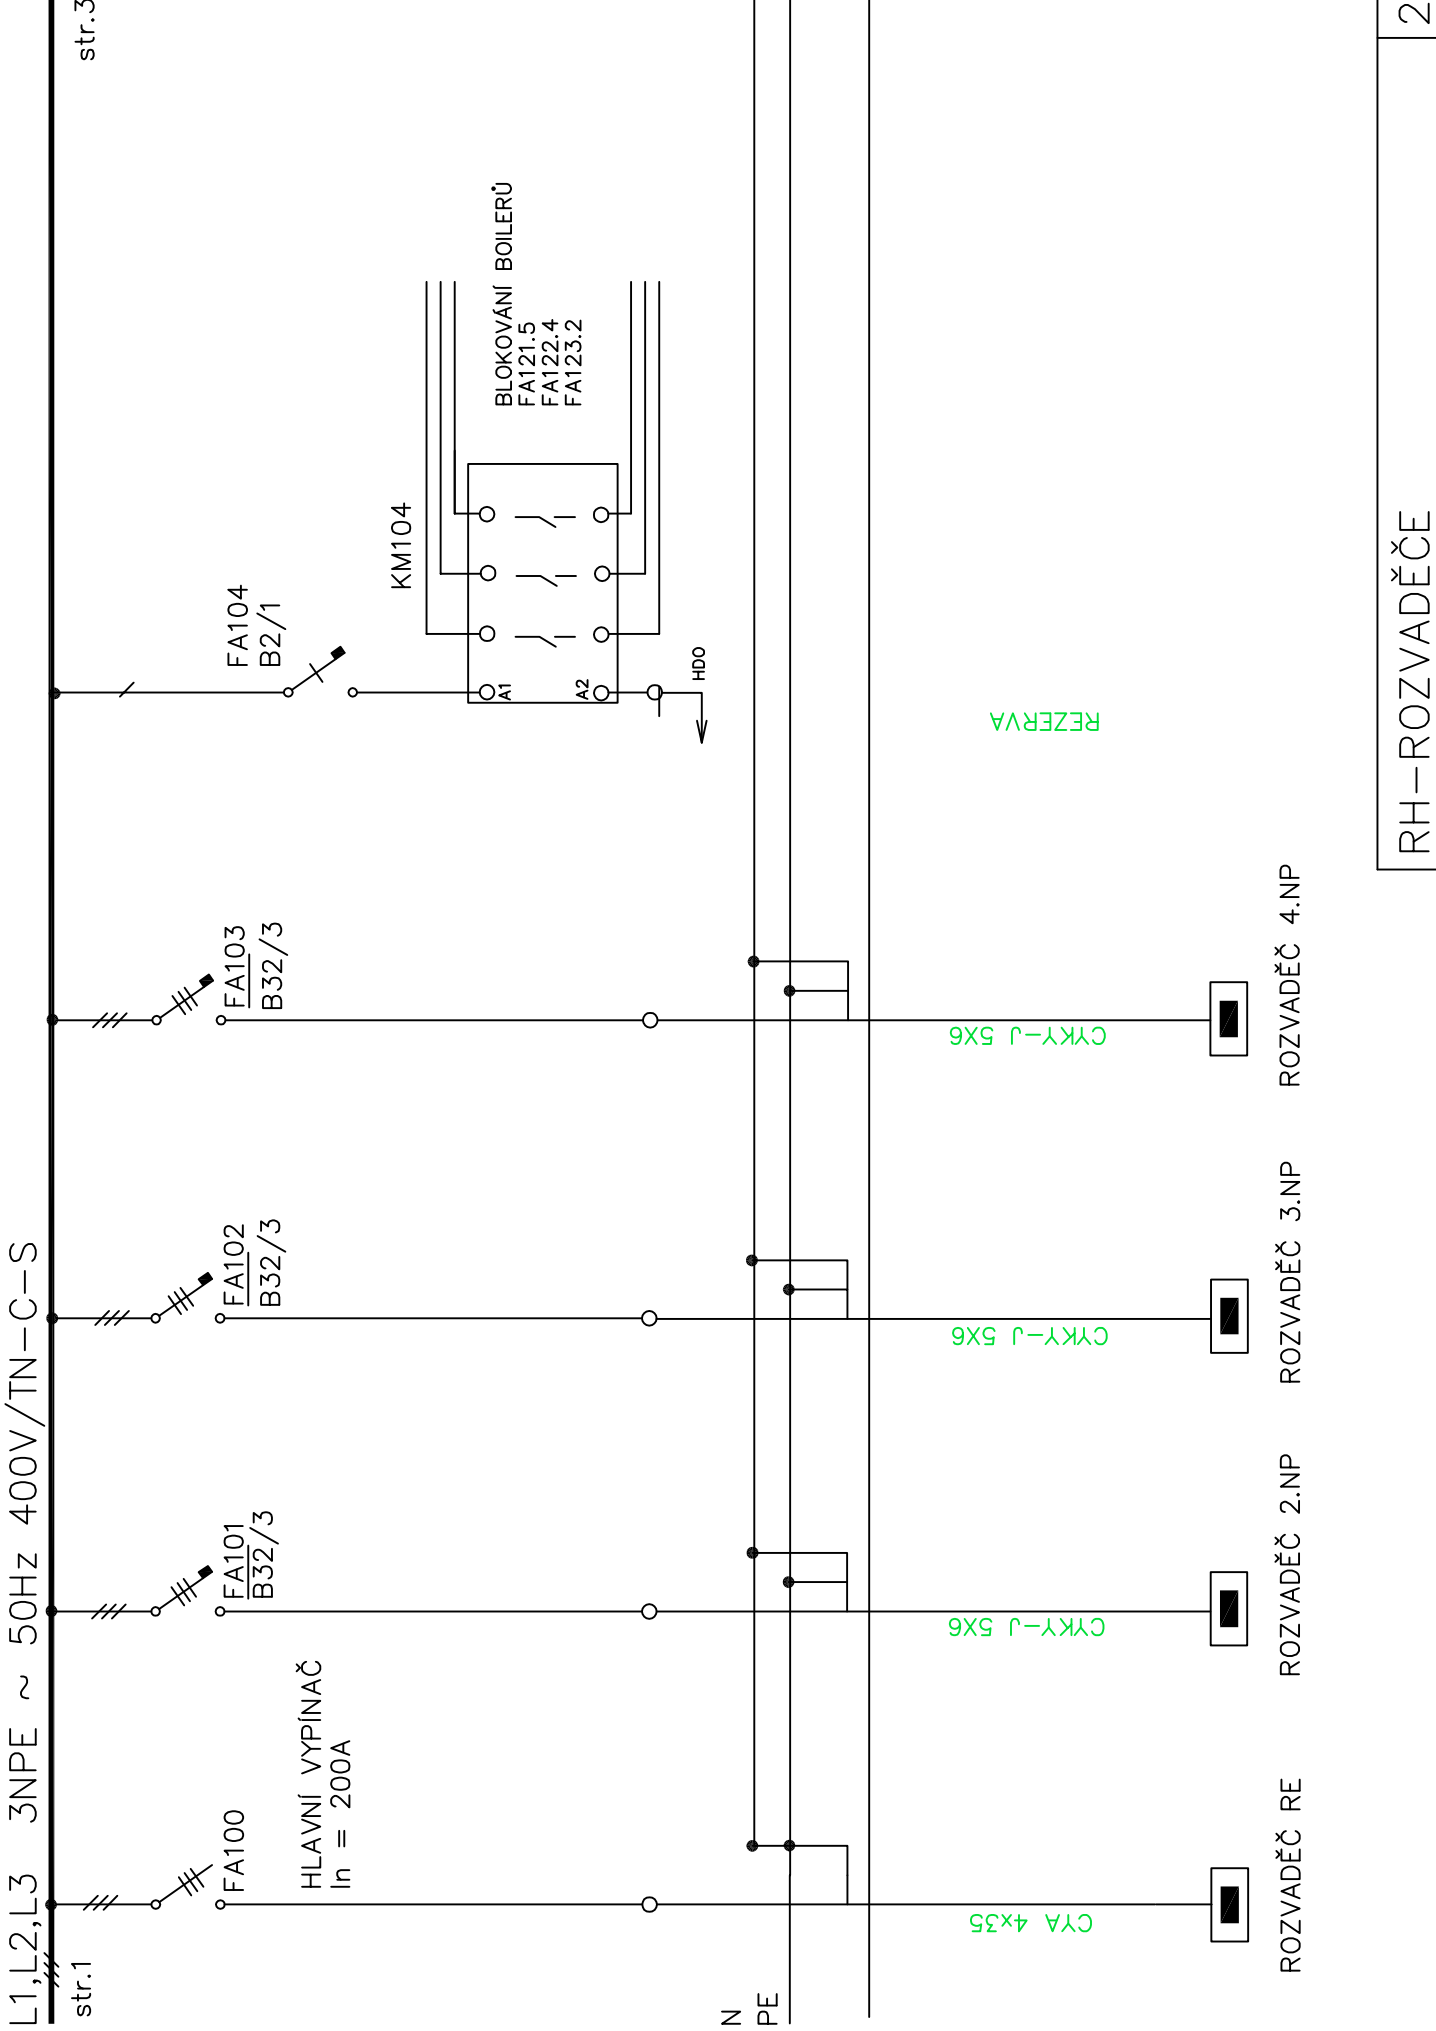 L1,L2,L3 3NPE ~ 50Hz 400V/TN-C-S
str.1
str.3
FA100
HLAVNÍ VYPÍNAČ
In = 200A
FA101
B32/3
FA102
B32/3
FA103
B32/3
FA104
B2/1
KM104
A1
A2
HDO
BLOKOVÁNÍ BOILERŮ
FA121.5
FA122.4
FA123.2
N
PE
CYA 4x35
CYKY-J 5X6
CYKY-J 5X6
CYKY-J 5X6
REZERVA
ROZVADĚČ RE
ROZVADĚČ 2.NP
ROZVADĚČ 3.NP
ROZVADĚČ 4.NP
RH-ROZVADĚČE
2